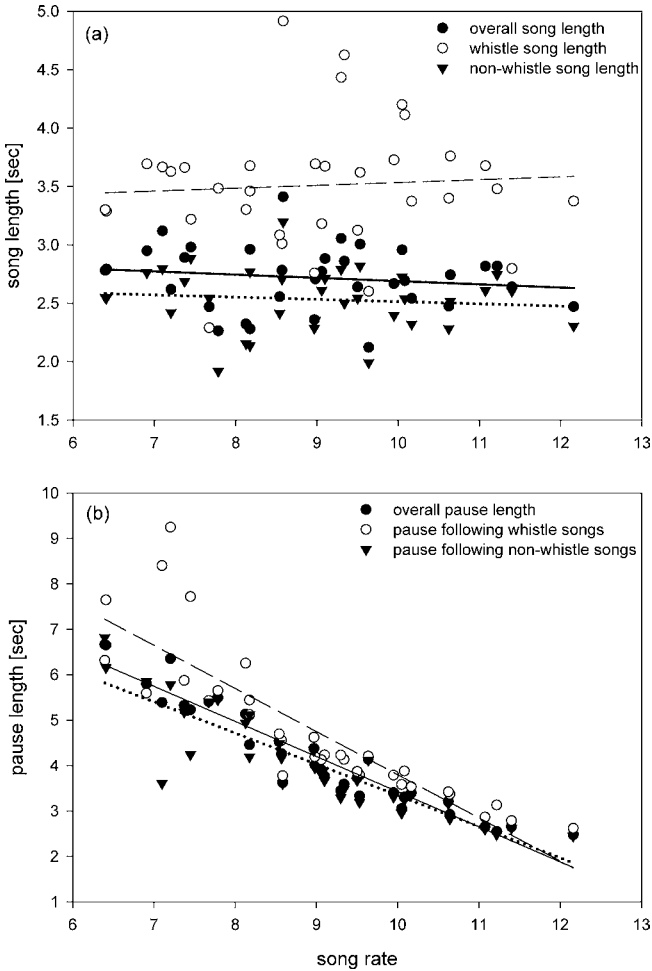 (a)
overall song length
whistle song length
non-whistle song length
song length [sec]
5.0
4.5
4.0
3.5
3.0
2.5
2.0
1.5
6 7 8 9 10 11 12 13
(b)
overall pause length
pause following whistle songs
pause following non-whistle songs
pause length [sec]
10
9
8
7
6
5
4
3
2
1
6 7 8 9 10 11 12 13
song rate